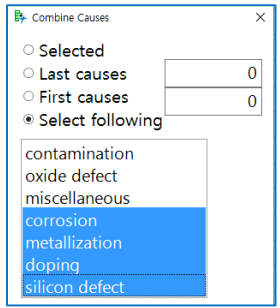 Combine Causes
Selected
Last causes 0
First causes 0
Select following
contamination
oxide defect
miscellaneous
corrosion
metallization
doping
silicon defect